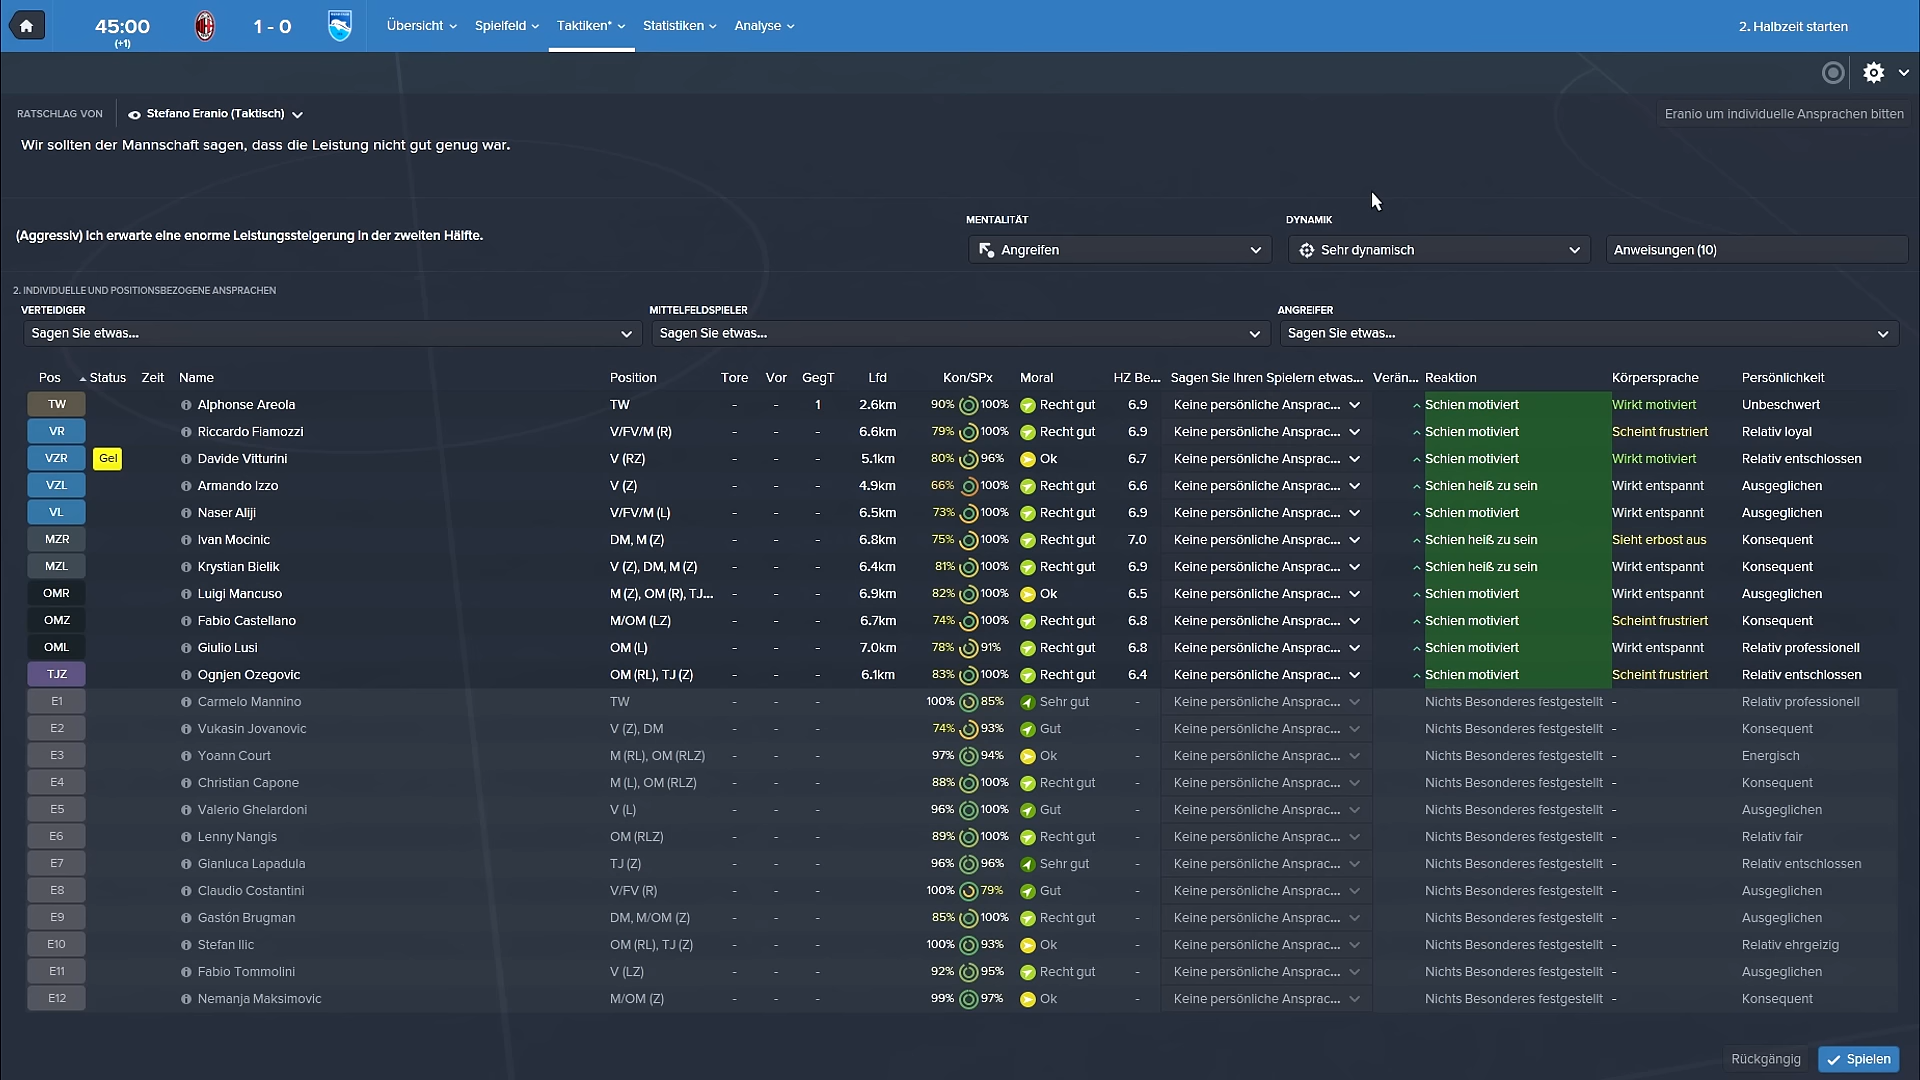 45:00
(+1)
1 - 0
Übersicht
Spielfeld
Taktiken*
Statistiken
Analyse
2. Halbzeit starten
RATSCHLAG VON
Stefano Eranio (Taktisch)
Eranio um individuelle Ansprachen bitten
Wir sollten der Mannschaft sagen, dass die Leistung nicht gut genug war.
(Aggressiv) Ich erwarte eine enorme Leistungssteigerung in der zweiten Hälfte.
MENTALITÄT
Angreifen
DYNAMIK
Sehr dynamisch
Anweisungen (10)
2. INDIVIDUELLE UND POSITIONSBEZOGENE ANSPRACHEN
VERTEIDIGER
Sagen Sie etwas...
MITTELFELDSPIELER
Sagen Sie etwas...
ANGREIFER
Sagen Sie etwas...
Pos Status Zeit Name Position Tore Vor GegT Lfd Kon/SPx Moral HZ Be... Sagen Sie Ihren Spielern etwas... Verän... Reaktion Körpersprache Persönlichkeit
TW Alphonse Areola TW - - 1 2.6km 90% 100% Recht gut 6.9 Keine persönliche Ansprac... Schien motiviert Wirkt motiviert Unbeschwert
VR Riccardo Fiamozzi V/FV/M (R) - - - 6.6km 79% 100% Recht gut 6.9 Keine persönliche Ansprac... Schien motiviert Scheint frustriert Relativ loyal
VZR Gel Davide Vitturini V (RZ) - - - 5.1km 80% 96% Ok 6.7 Keine persönliche Ansprac... Schien motiviert Wirkt motiviert Relativ entschlossen
VZL Armando Izzo V (Z) - - - 4.9km 66% 100% Recht gut 6.6 Keine persönliche Ansprac... Schien heiß zu sein Wirkt entspannt Ausgeglichen
VL Naser Aliji V/FV/M (L) - - - 6.5km 73% 100% Recht gut 6.9 Keine persönliche Ansprac... Schien motiviert Wirkt entspannt Ausgeglichen
MZR Ivan Mocinic DM, M (Z) - - - 6.8km 75% 100% Recht gut 7.0 Keine persönliche Ansprac... Schien heiß zu sein Sieht erbost aus Konsequent
MZL Krystian Bielik V (Z), DM, M (Z) - - - 6.4km 81% 100% Recht gut 6.9 Keine persönliche Ansprac... Schien heiß zu sein Wirkt entspannt Konsequent
OMR Luigi Mancuso M (Z), OM (R), TJ... - - - 6.9km 82% 100% Ok 6.5 Keine persönliche Ansprac... Schien motiviert Wirkt entspannt Ausgeglichen
OMZ Fabio Castellano M/OM (LZ) - - - 6.7km 74% 100% Recht gut 6.8 Keine persönliche Ansprac... Schien motiviert Scheint frustriert Konsequent
OML Giulio Lusi OM (L) - - - 7.0km 78% 91% Recht gut 6.8 Keine persönliche Ansprac... Schien motiviert Wirkt entspannt Relativ professionell
TJZ Ognjen Ozegovic OM (RL), TJ (Z) - - - 6.1km 83% 100% Recht gut 6.4 Keine persönliche Ansprac... Schien motiviert Scheint frustriert Relativ entschlossen
E1 Carmelo Mannino TW - - - 100% 85% Sehr gut - Keine persönliche Ansprac... Nichts Besonderes festgestellt - Relativ professionell
E2 Vukasin Jovanovic V (Z), DM - - - 74% 93% Gut - Keine persönliche Ansprac... Nichts Besonderes festgestellt - Konsequent
E3 Yoann Court M (RL), OM (RLZ) - - - 97% 94% Ok - Keine persönliche Ansprac... Nichts Besonderes festgestellt - Energisch
E4 Christian Capone M (L), OM (RLZ) - - - 88% 100% Recht gut - Keine persönliche Ansprac... Nichts Besonderes festgestellt - Konsequent
E5 Valerio Ghelardoni V (L) - - - 96% 100% Gut - Keine persönliche Ansprac... Nichts Besonderes festgestellt - Ausgeglichen
E6 Lenny Nangis OM (RLZ) - - - 89% 100% Recht gut - Keine persönliche Ansprac... Nichts Besonderes festgestellt - Relativ fair
E7 Gianluca Lapadula TJ (Z) - - - 96% 96% Sehr gut - Keine persönliche Ansprac... Nichts Besonderes festgestellt - Relativ entschlossen
E8 Claudio Costantini V/FV (R) - - - 100% 79% Gut - Keine persönliche Ansprac... Nichts Besonderes festgestellt - Ausgeglichen
E9 Gastón Brugman DM, M/OM (Z) - - - 85% 100% Recht gut - Keine persönliche Ansprac... Nichts Besonderes festgestellt - Ausgeglichen
E10 Stefan Ilic OM (RL), TJ (Z) - - - 100% 93% Ok - Keine persönliche Ansprac... Nichts Besonderes festgestellt - Relativ ehrgeizig
E11 Fabio Tommolini V (LZ) - - - 92% 95% Recht gut - Keine persönliche Ansprac... Nichts Besonderes festgestellt - Ausgeglichen
E12 Nemanja Maksimovic M/OM (Z) - - - 99% 97% Ok - Keine persönliche Ansprac... Nichts Besonderes festgestellt - Konsequent
Rückgängig
Spielen